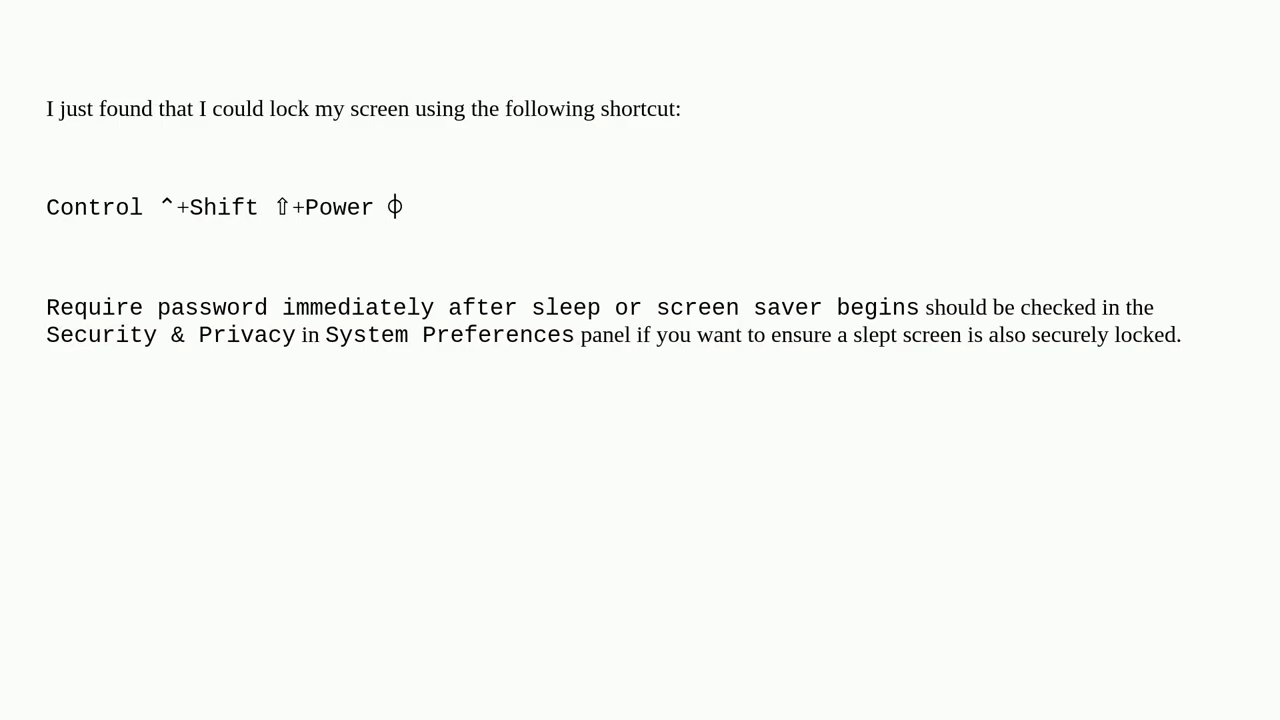 I just found that I could lock my screen using the following shortcut:
Control ⌃+Shift ⇧+Power ⌽
Require password immediately after sleep or screen saver begins should be checked in the
Security & Privacy in System Preferences panel if you want to ensure a slept screen is also securely locked.